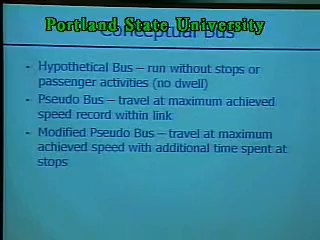 Portland State University
Conceptual Bus
- Hypothetical Bus – run without stops or
passenger activities (no dwell)
- Pseudo Bus – travel at maximum achieved
speed record within link
- Modified Pseudo Bus – travel at maximum
achieved speed with additional time spent at
stops